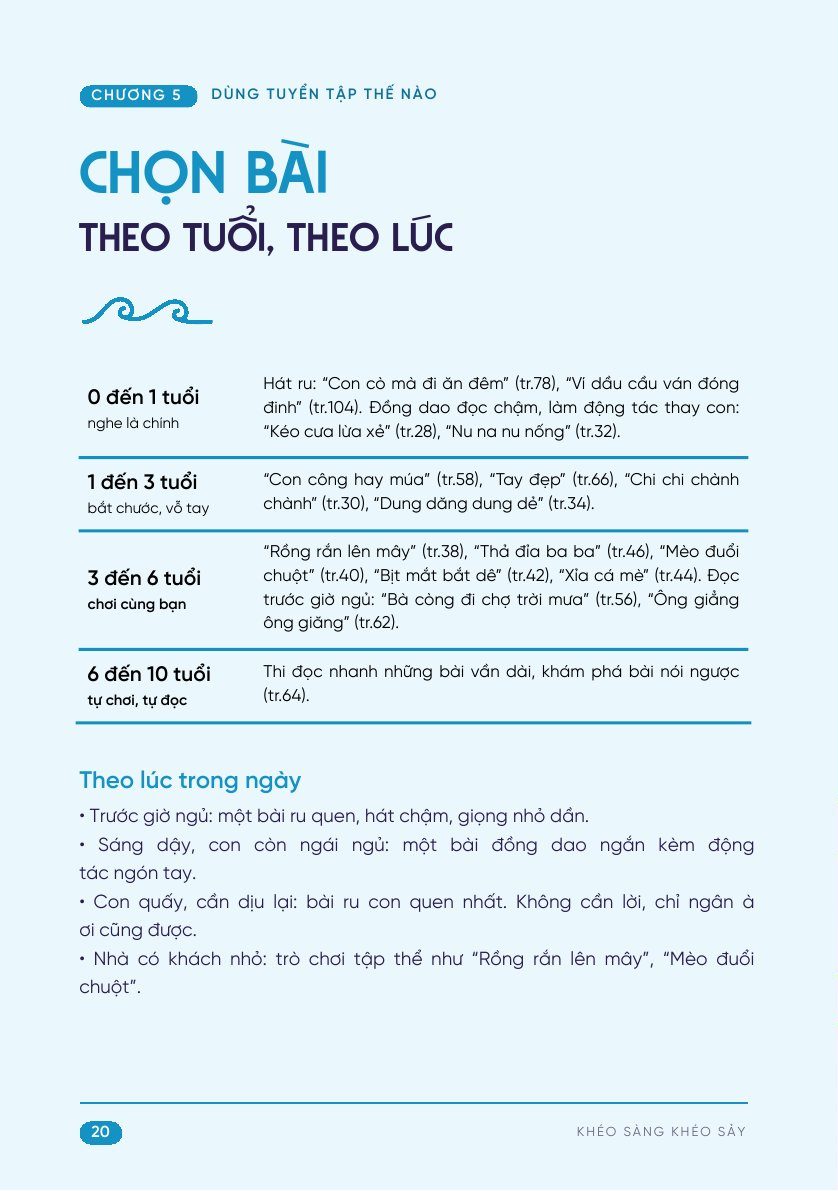 CHƯƠNG 5 DÙNG TUYỂN TẬP THẾ NÀO
CHỌN BÀI
THEO TUỔI, THEO LÚC
0 đến 1 tuổi
nghe là chính
Hát ru: “Con cò mà đi ăn đêm” (tr.78), “Ví dầu cầu ván đóng
đinh” (tr.104). Đồng dao đọc chậm, làm động tác thay con:
“Kéo cưa lừa xẻ” (tr.28), “Nu na nu nống” (tr.32).
1 đến 3 tuổi
bắt chước, vỗ tay
“Con công hay múa” (tr.58), “Tay đẹp” (tr.66), “Chi chi chành
chành” (tr.30), “Dung dăng dung dẻ” (tr.34).
3 đến 6 tuổi
chơi cùng bạn
“Rồng rắn lên mây” (tr.38), “Thả đỉa ba ba” (tr.46), “Mèo đuổi
chuột” (tr.40), “Bịt mắt bắt dê” (tr.42), “Xỉa cá mè” (tr.44). Đọc
trước giờ ngủ: “Bà còng đi chợ trời mưa” (tr.56), “Ông giẳng
ông giăng” (tr.62).
6 đến 10 tuổi
tự chơi, tự đọc
Thi đọc nhanh những bài vần dài, khám phá bài nói ngược
(tr.64).
Theo lúc trong ngày
• Trước giờ ngủ: một bài ru quen, hát chậm, giọng nhỏ dần.
• Sáng dậy, con còn ngái ngủ: một bài đồng dao ngắn kèm động
tác ngón tay.
• Con quấy, cần dịu lại: bài ru con quen nhất. Không cần lời, chỉ ngân à
ơi cũng được.
• Nhà có khách nhỏ: trò chơi tập thể như “Rồng rắn lên mây”, “Mèo đuổi
chuột”.
20 KHÉO SÀNG KHÉO SẢY